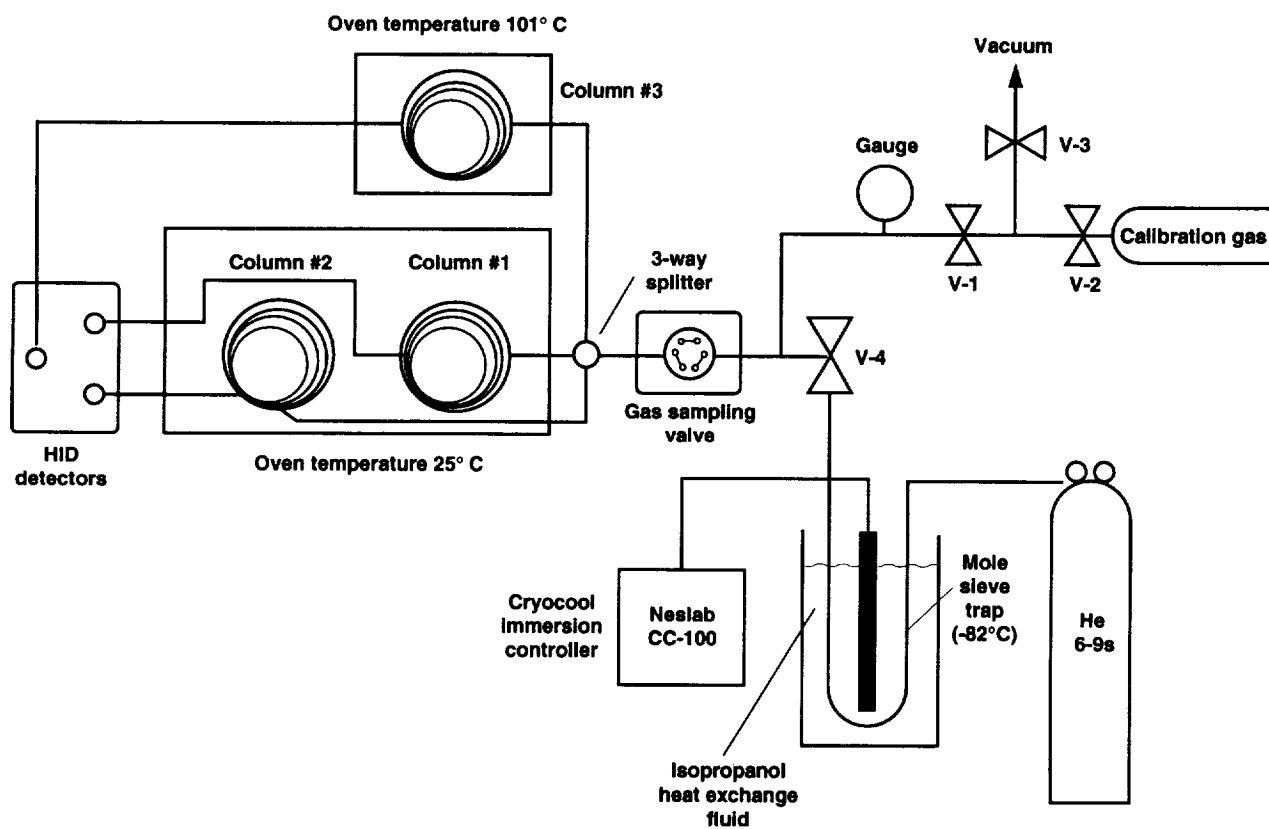 Oven temperature 101° C
Column #3
Vacuum
V-3
Gauge
Calibration gas
V-1
V-2
Column #2
Column #1
3-way
splitter
V-4
Gas sampling
valve
HID
detectors
Oven temperature 25° C
Cryocool
immersion
controller
Neslab
CC-100
Mole
sieve
trap
(-82°C)
He
6-9s
Isopropanol
heat exchange
fluid